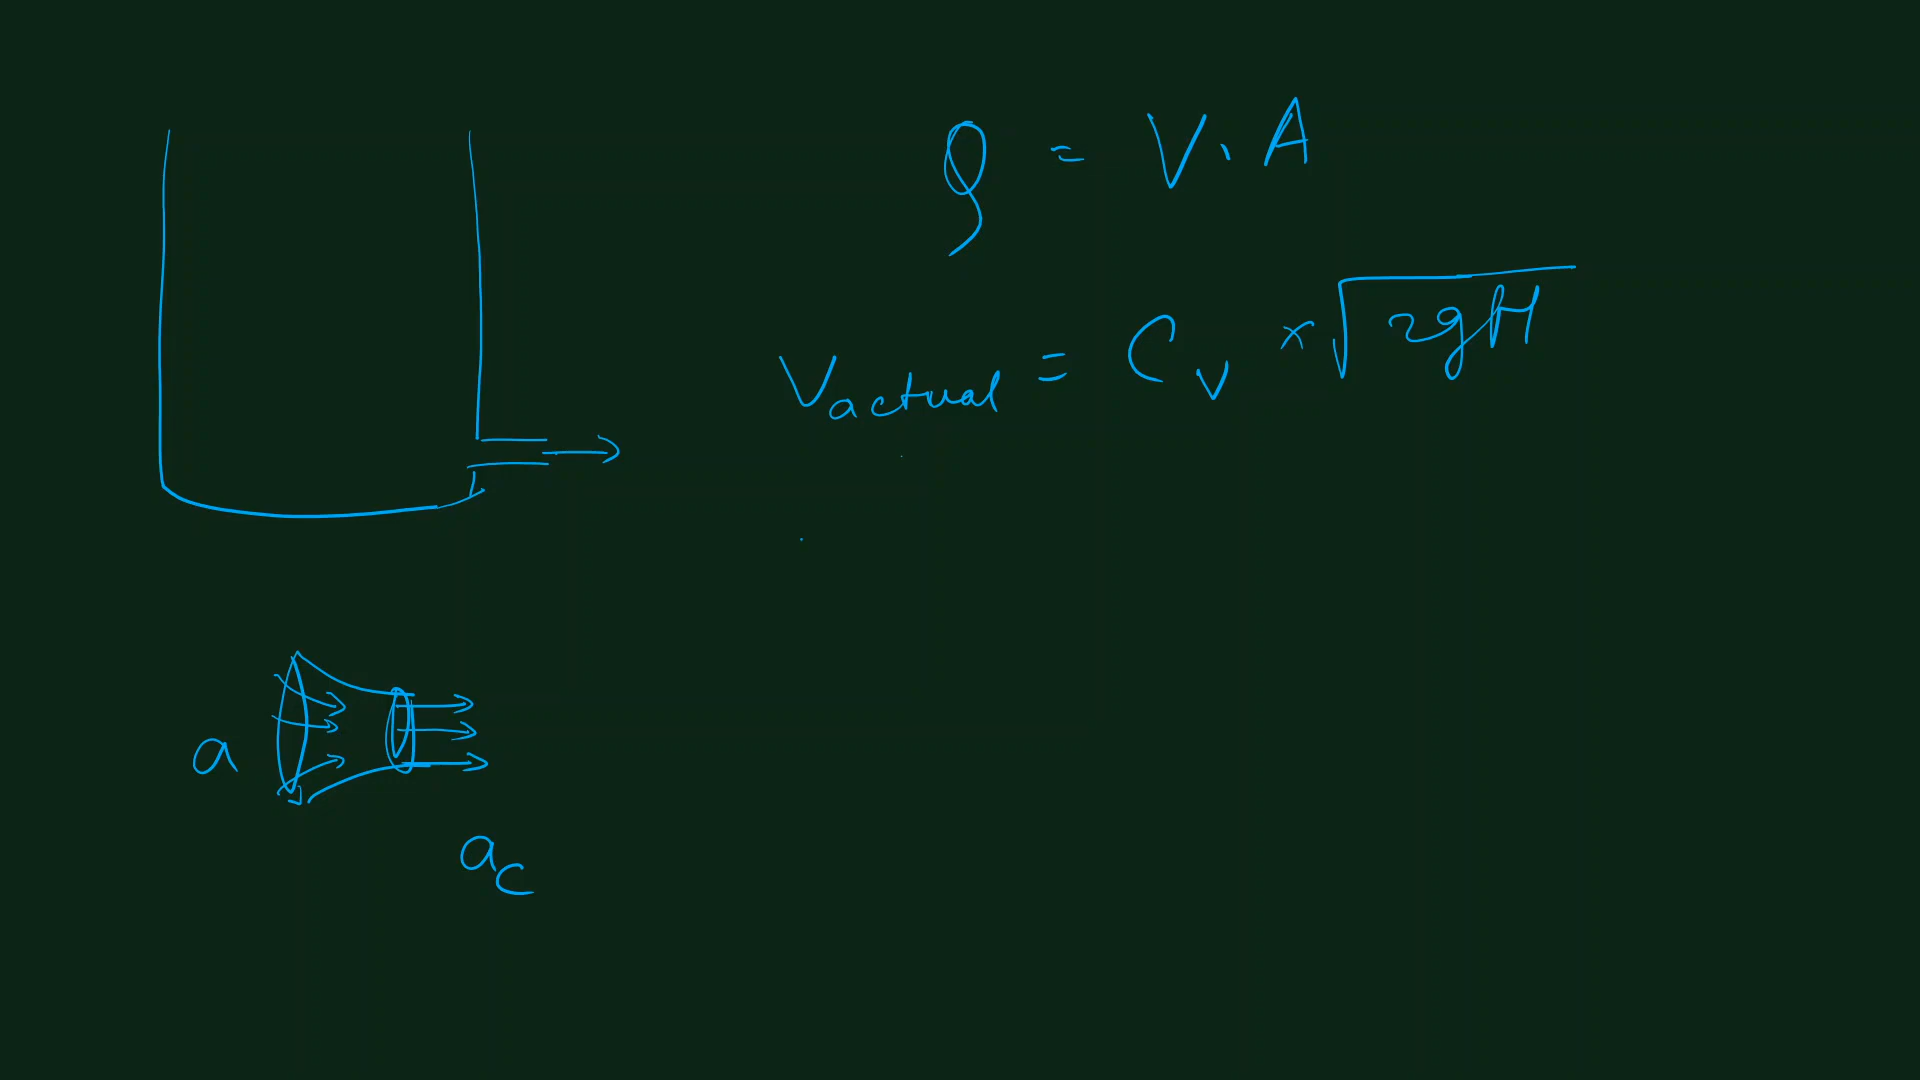 Q = V. A
Vactual = Cv × √2gH
a
ac